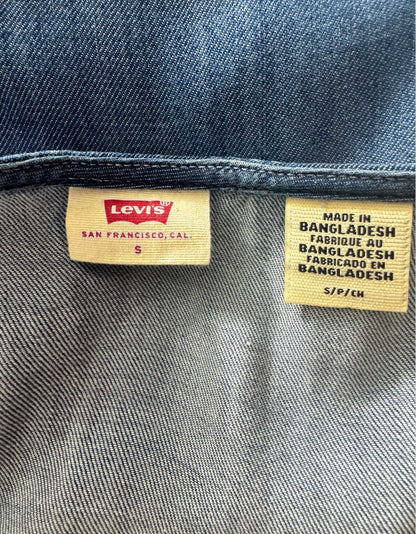 Levi's
SAN FRANCISCO, CAL.
S
MADE IN
BANGLADESH
FABRIQUE AU
BANGLADESH
FABRICADO EN
BANGLADESH
S/P/CH